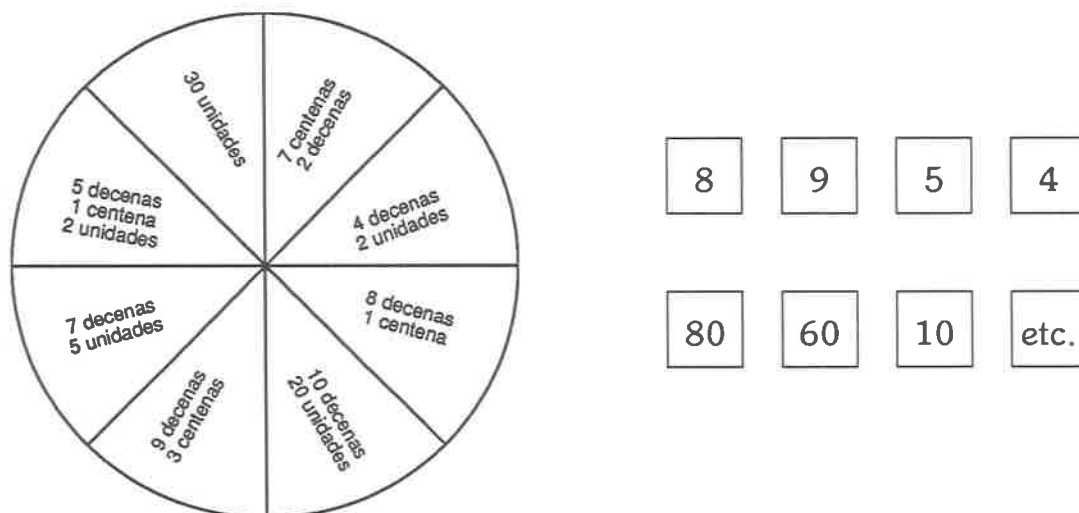 30 unidades
7 centenas
2 decenas
4 decenas
2 unidades
8 decenas
1 centena
10 decenas
20 unidades
9 decenas
3 centenas
7 decenas
5 unidades
5 decenas
1 centena
2 unidades
8 9 5 4
80 60 10 etc.